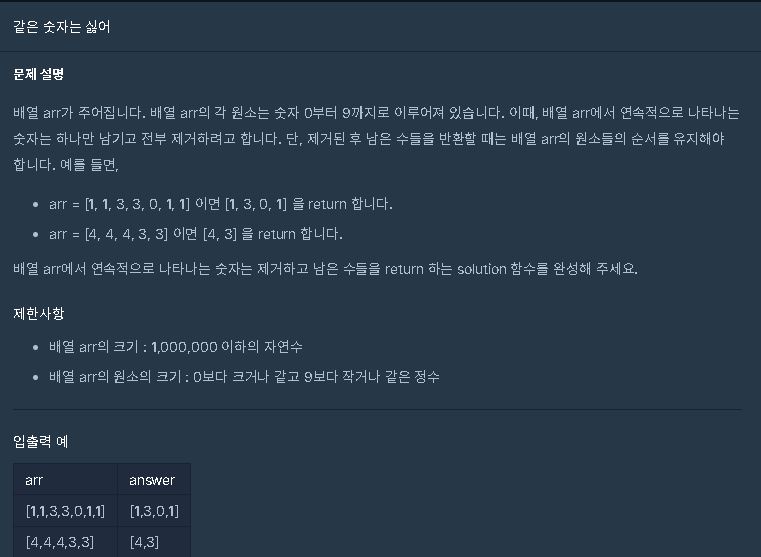 같은 숫자는 싫어
문제 설명
배열 arr가 주어집니다. 배열 arr의 각 원소는 숫자 0부터 9까지로 이루어져 있습니다. 이때, 배열 arr에서 연속적으로 나타나는
숫자는 하나만 남기고 전부 제거하려고 합니다. 단, 제거된 후 남은 수들을 반환할 때는 배열 arr의 원소들의 순서를 유지해야
합니다. 예를 들면,
• arr = [1, 1, 3, 3, 0, 1, 1] 이면 [1, 3, 0, 1] 을 return 합니다.
• arr = [4, 4, 4, 3, 3] 이면 [4, 3] 을 return 합니다.
배열 arr에서 연속적으로 나타나는 숫자는 제거하고 남은 수들을 return 하는 solution 함수를 완성해 주세요.
제한사항
• 배열 arr의 크기 : 1,000,000 이하의 자연수
• 배열 arr의 원소의 크기 : 0보다 크거나 같고 9보다 작거나 같은 정수
입출력 예
arr answer
[1,1,3,3,0,1,1] [1,3,0,1]
[4,4,4,3,3] [4,3]